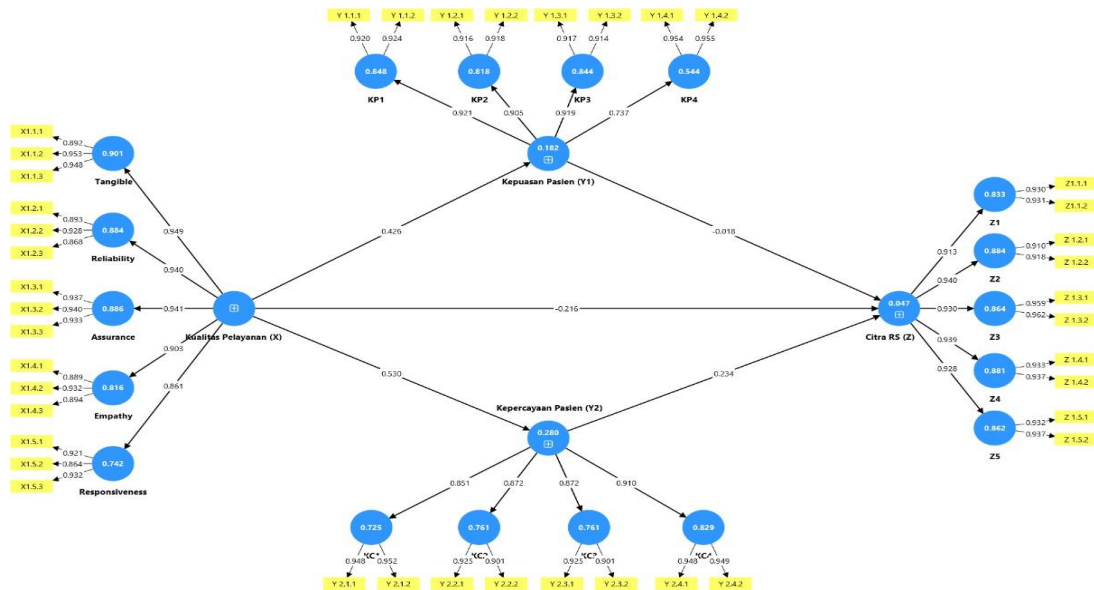 Y 1.1.1 Y 1.1.2 Y 1.2.1 Y 1.2.2 Y 1.3.1 Y 1.3.2 Y 1.4.1 Y 1.4.2
0.920 0.924 0.916 0.918 0.917 0.914 0.954 0.955
0.848 0.818 0.844 0.544
KP1 KP2 KP3 KP4
0.921 0.905 0.919 0.737
0.182
Kepuasan Pasien (Y1)
X1.1.1
X1.1.2
X1.1.3
0.892
0.953
0.948
0.901
Tangible
X1.2.1
X1.2.2
X1.2.3
0.893
0.928
0.868
0.884
Reliability
X1.3.1
X1.3.2
X1.3.3
0.937
0.940
0.933
0.886
Assurance
X1.4.1
X1.4.2
X1.4.3
0.889
0.932
0.894
0.816
Empathy
X1.5.1
X1.5.2
X1.5.3
0.921
0.864
0.932
0.742
Responsiveness
0.949
0.940
0.941
0.903
0.861
Kualitas Pelayanan (X)
0.426
-0.216
0.530
-0.018
0.234
0.047
Citra RS (Z)
0.913
0.940
0.930
0.939
0.928
0.833
Z1
0.930
0.931
Z1.1.1
Z1.1.2
0.884
Z2
0.910
0.918
Z 1.2.1
Z 1.2.2
0.864
Z3
0.959
0.962
Z 1.3.1
Z 1.3.2
0.881
Z4
0.933
0.937
Z 1.4.1
Z 1.4.2
0.862
Z5
0.932
0.937
Z 1.5.1
Z 1.5.2
Kepercayaan Pasien (Y2)
0.280
0.851 0.872 0.872 0.910
0.725 0.761 0.761 0.829
KC1 KC2 KC3 KC4
0.948 0.952 0.925 0.901 0.925 0.901 0.948 0.949
Y 2.1.1 Y 2.1.2 Y 2.2.1 Y 2.2.2 Y 2.3.1 Y 2.3.2 Y 2.4.1 Y 2.4.2